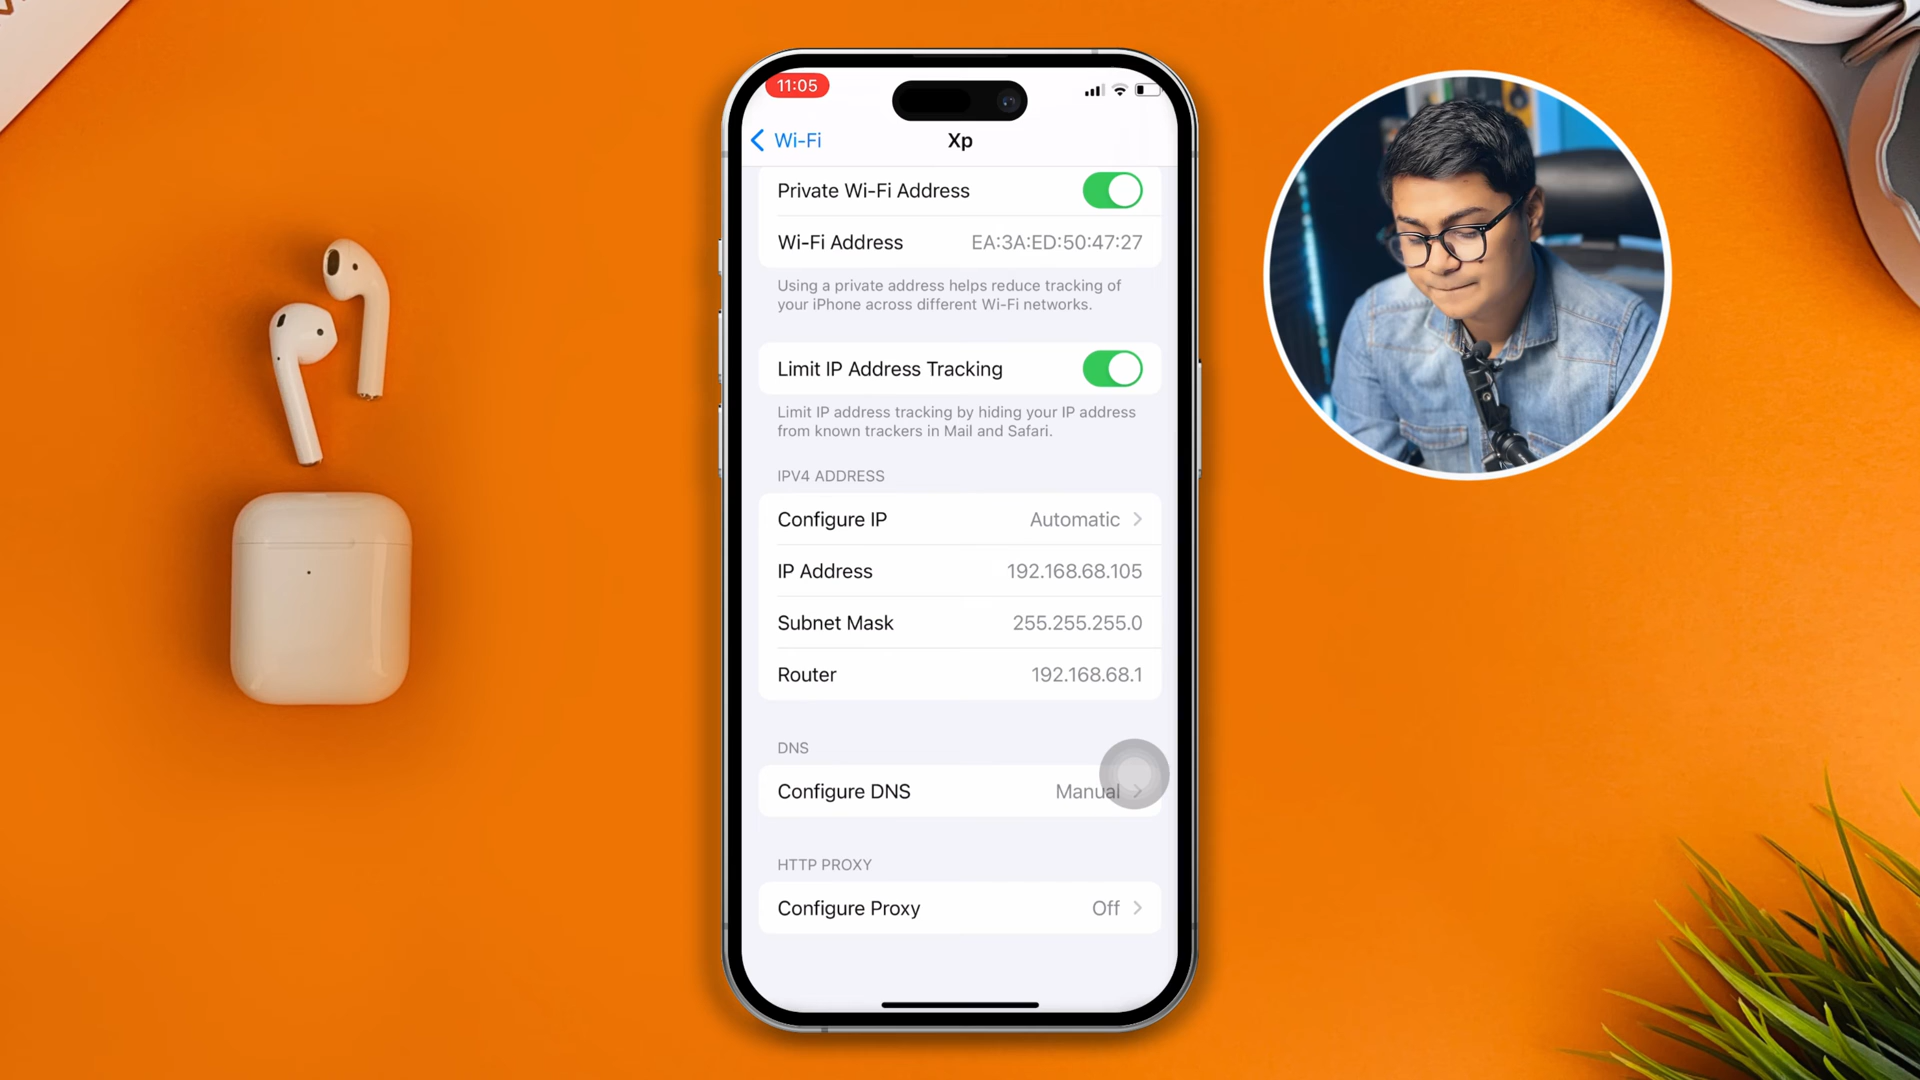 11:05
Wi-Fi
Xp
Private Wi-Fi Address
Wi-Fi Address EA:3A:ED:50:47:27
Using a private address helps reduce tracking of
your iPhone across different Wi-Fi networks.
Limit IP Address Tracking
Limit IP address tracking by hiding your IP address
from known trackers in Mail and Safari.
IPV4 ADDRESS
Configure IP Automatic
IP Address 192.168.68.105
Subnet Mask 255.255.255.0
Router 192.168.68.1
DNS
Configure DNS Manual
HTTP PROXY
Configure Proxy Off